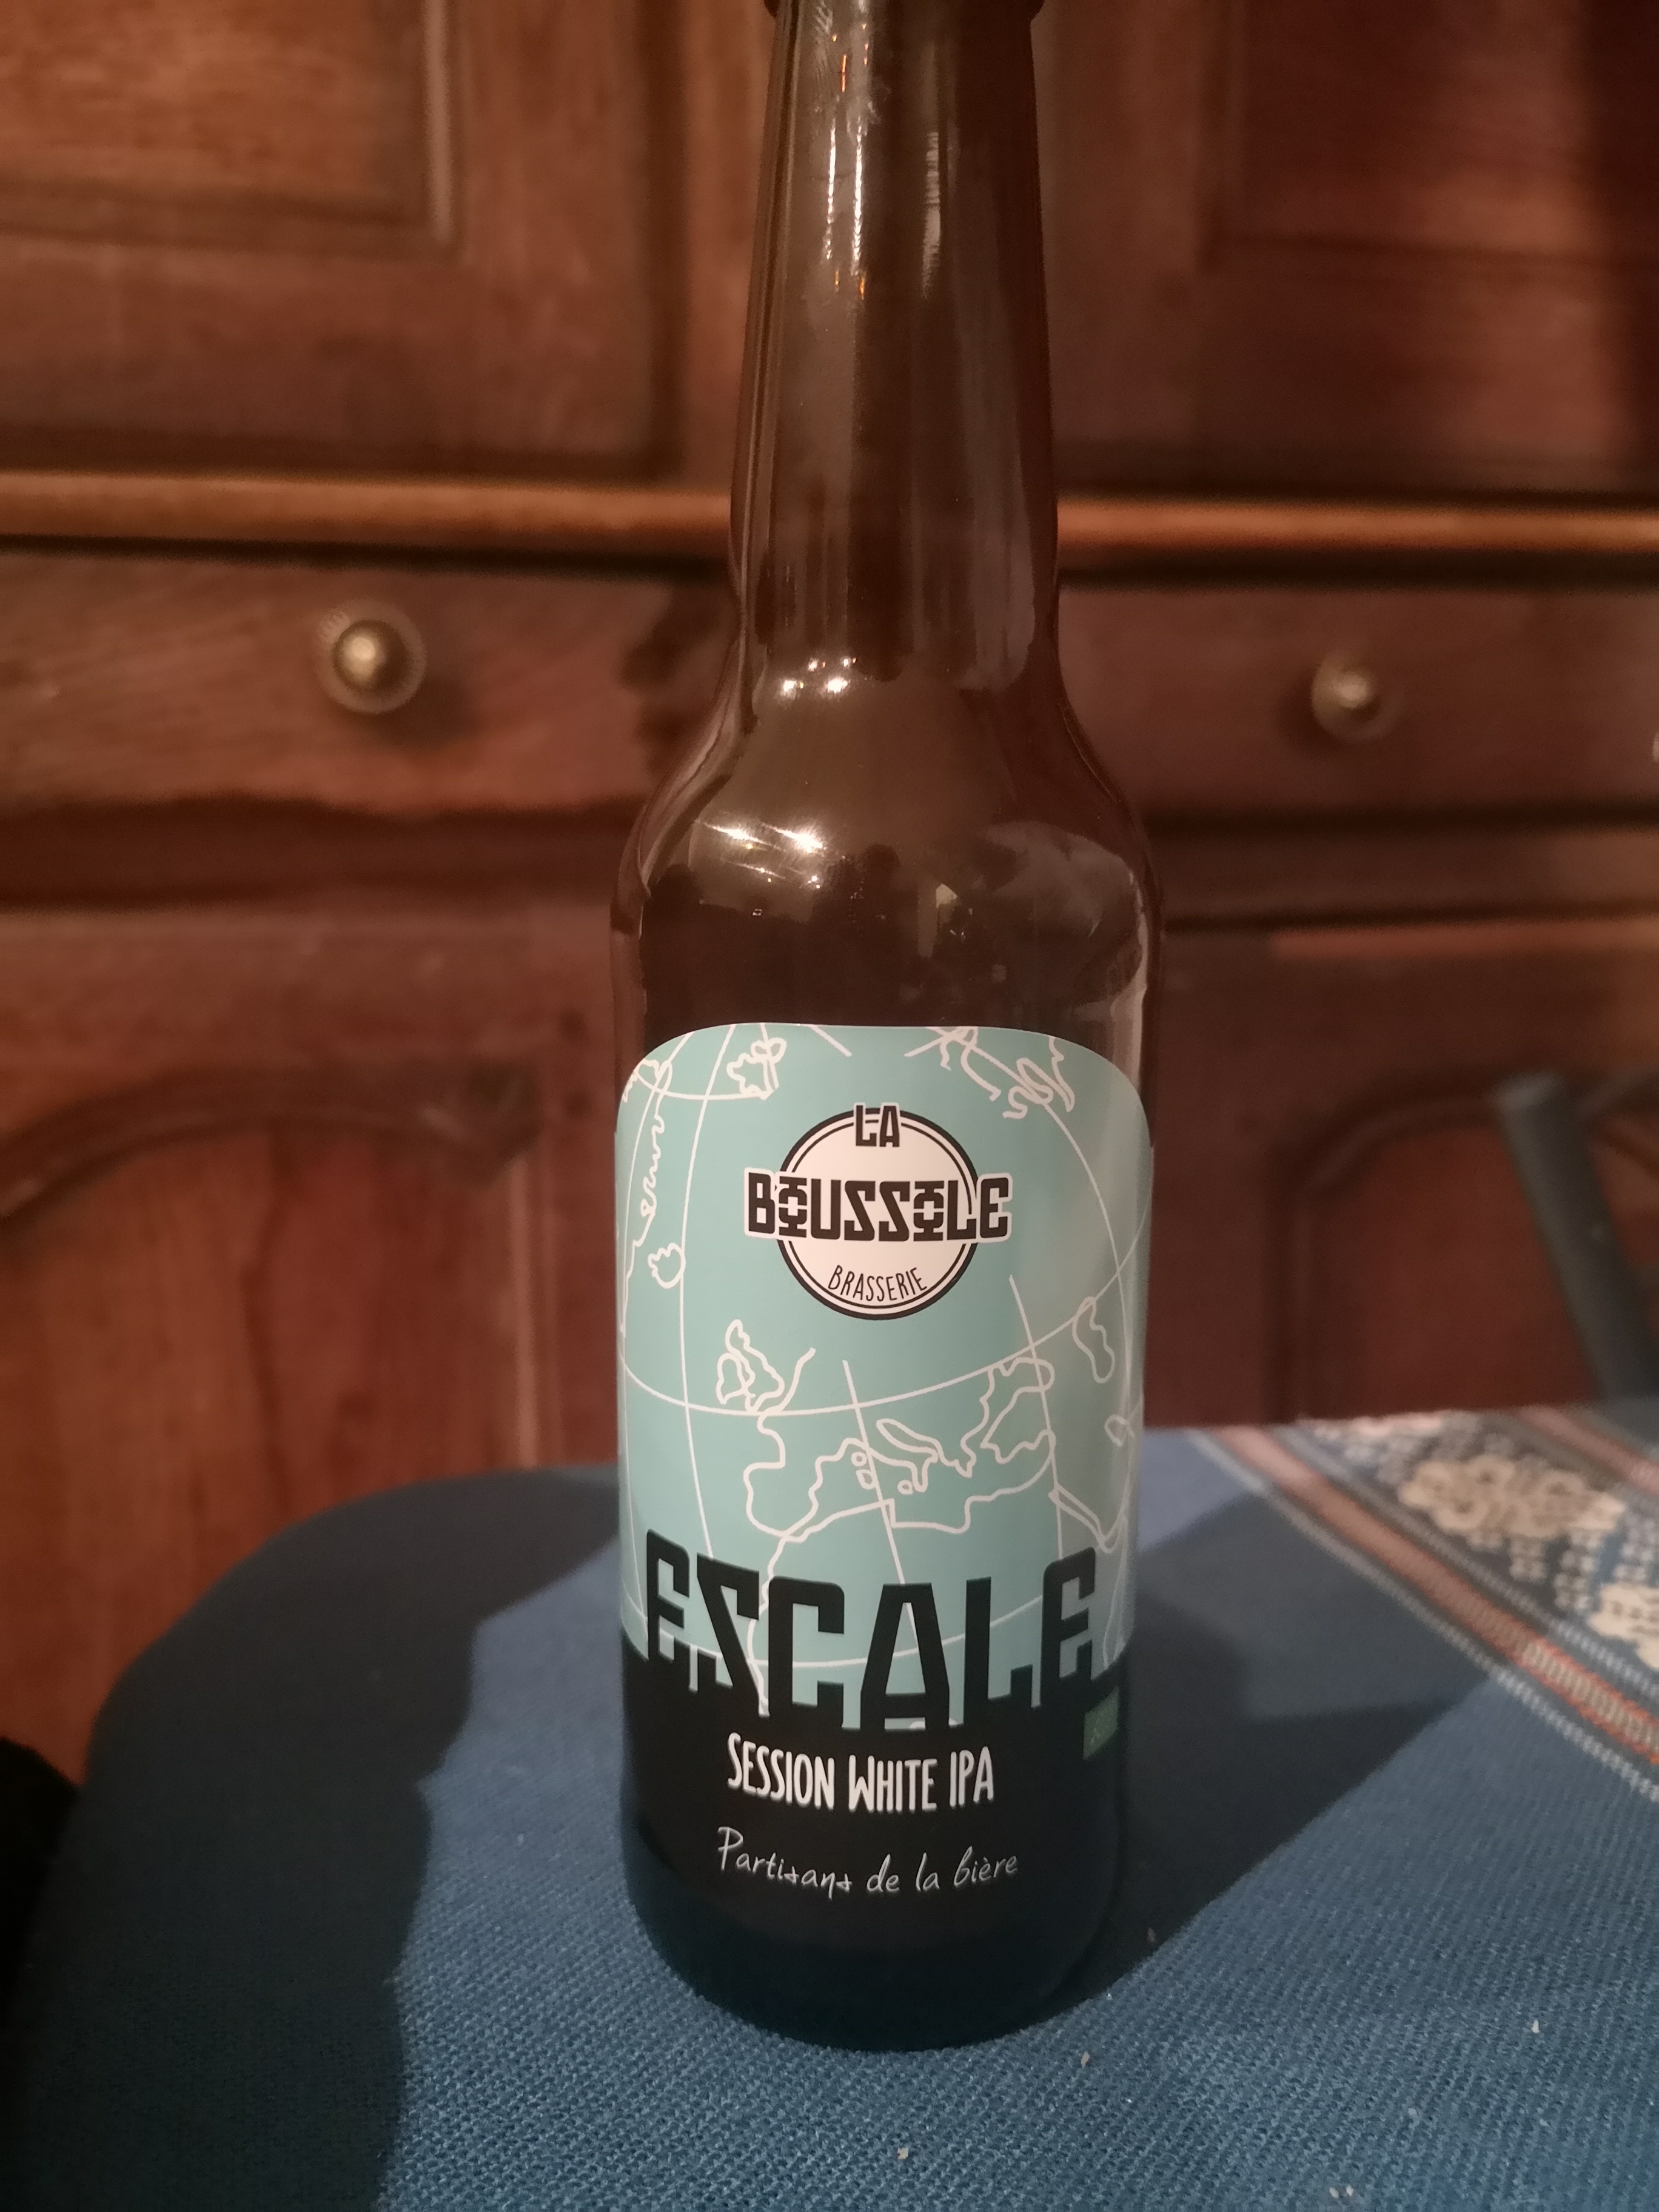 LA
BOUSSOLE
BRASSERIE
ESCALE
SESSION WHITE IPA
Partisans de la bière